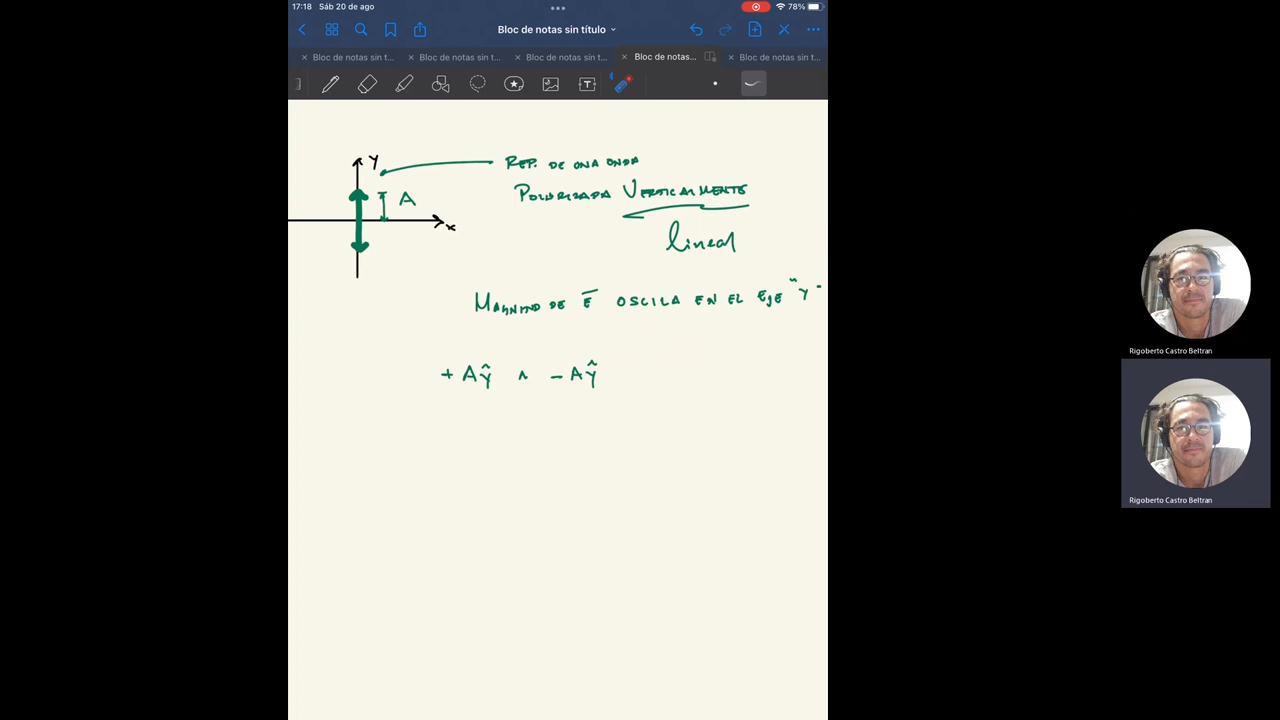 17:18 Sáb 20 de ago
78%
Bloc de notas sin título
Bloc de notas sin t...
Bloc de notas sin t...
Bloc de notas sin t...
Bloc de notas...
Bloc de notas sin tít...
Y
REP. DE UNA ONDA
A
POLARIZADA VERTICALMENTE
x
lineal
MAGNITUD DE E̅ OSCILA EN EL EJE "Y"
+ Aŷ ʌ - Aŷ
Rigoberto Castro Beltran
Rigoberto Castro Beltran